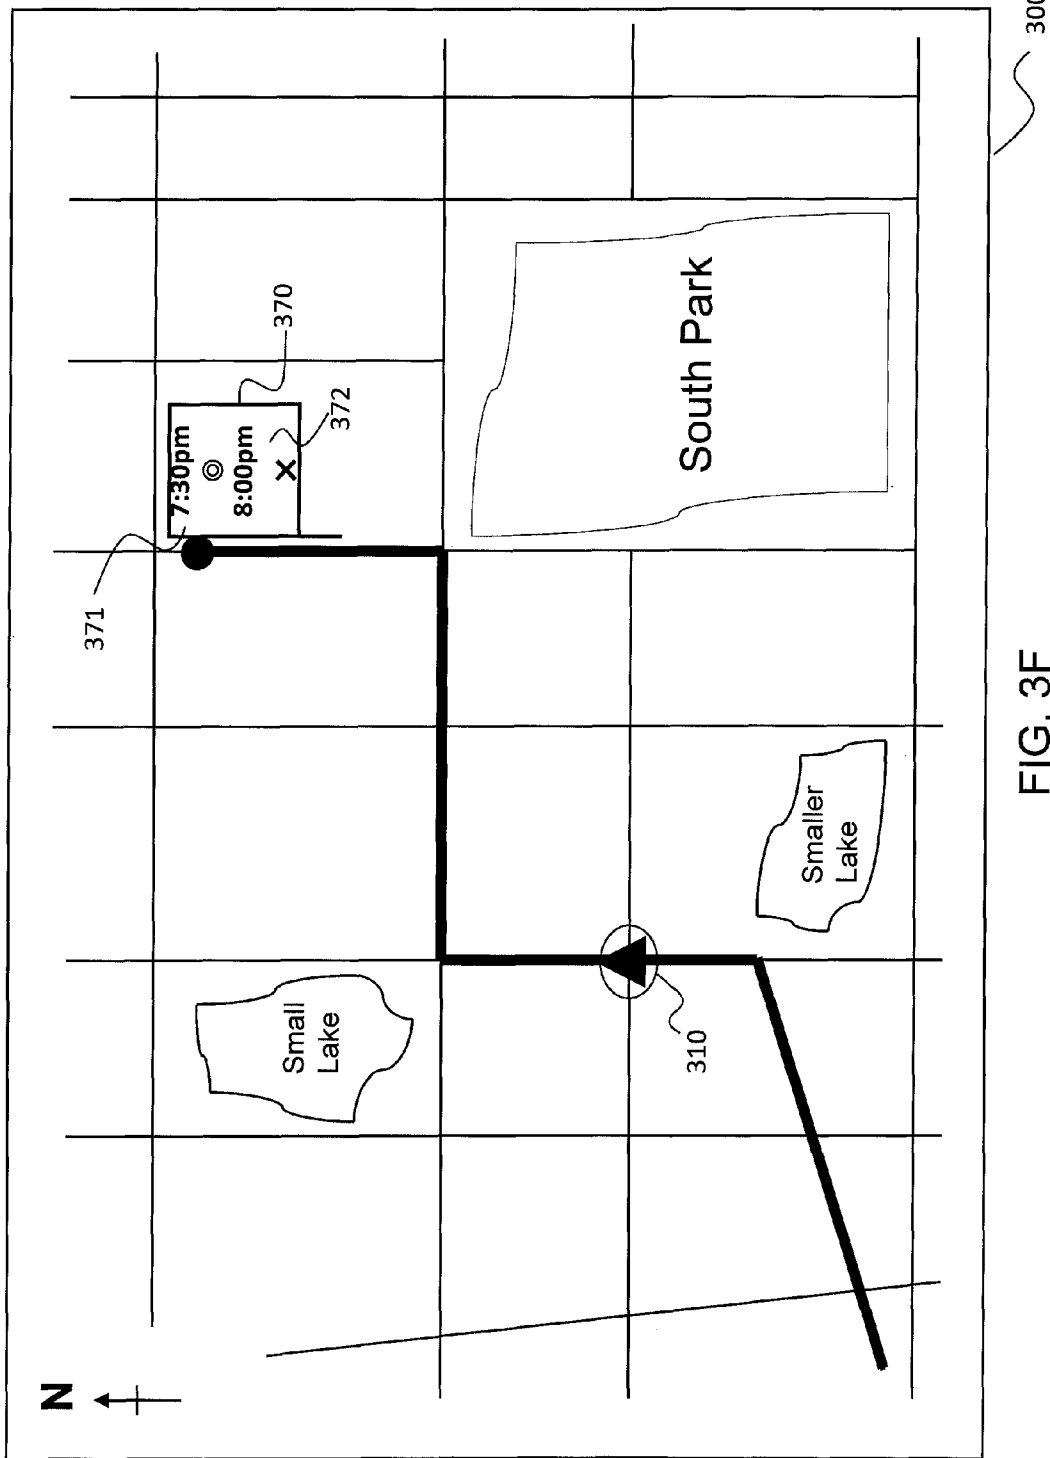 N
371
7:30pm
8:00pm
X
370
372
Small
Lake
South Park
310
Smaller
Lake
300
FIG. 3F